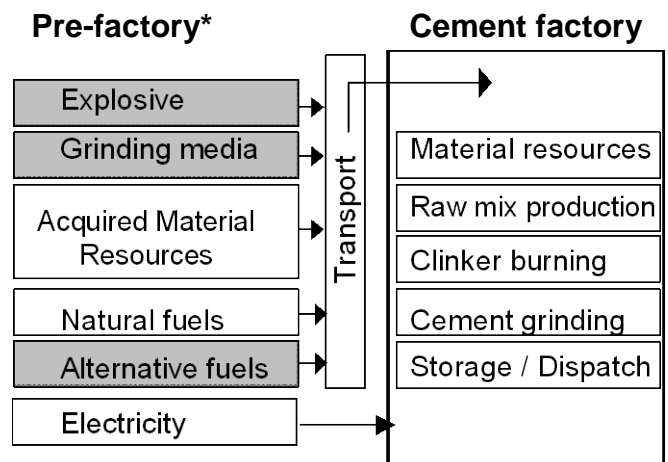 Pre-factory*
Cement factory
Explosive
Grinding media
Acquired Material
Resources
Natural fuels
Alternative fuels
Electricity
Transport
Material resources
Raw mix production
Clinker burning
Cement grinding
Storage / Dispatch